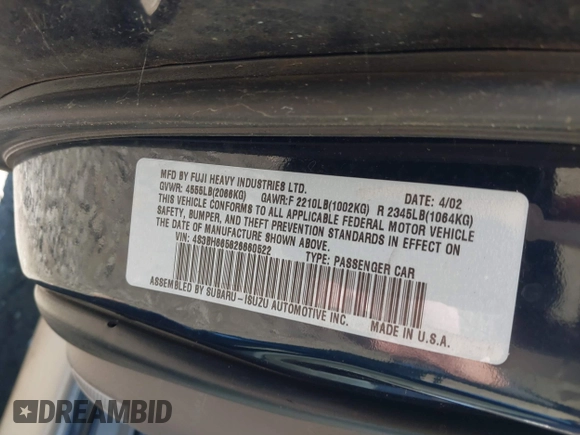 MFD BY FUJI HEAVY INDUSTRIES LTD. DATE: 4/02
GVWR: 4555LB(2066KG) GAWR:F 2210LB(1002KG) R 2345LB(1064KG)
THIS VEHICLE CONFORMS TO ALL APPLICABLE FEDERAL MOTOR VEHICLE
SAFETY, BUMPER, AND THEFT PREVENTION STANDARDS IN EFFECT ON
THE DATE OF MANUFACTURE SHOWN ABOVE.
VIN: 4S3BH665826660522 TYPE: PASSENGER CAR
ASSEMBLED BY SUBARU-ISUZU AUTOMOTIVE INC. MADE IN U.S.A.
DREAMBID